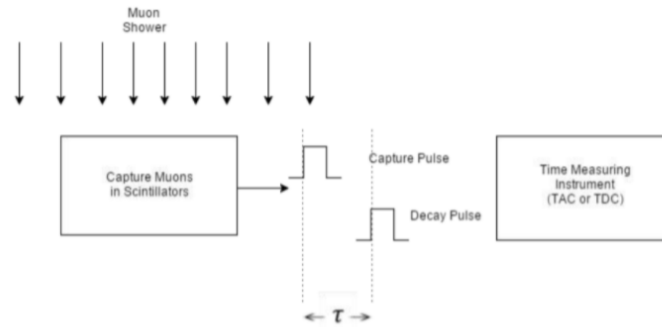 Muon
Shower
Capture Muons
in Scintillators
Capture Pulse
Decay Pulse
Time Measuring
Instrument
(TAC or TDC)
τ